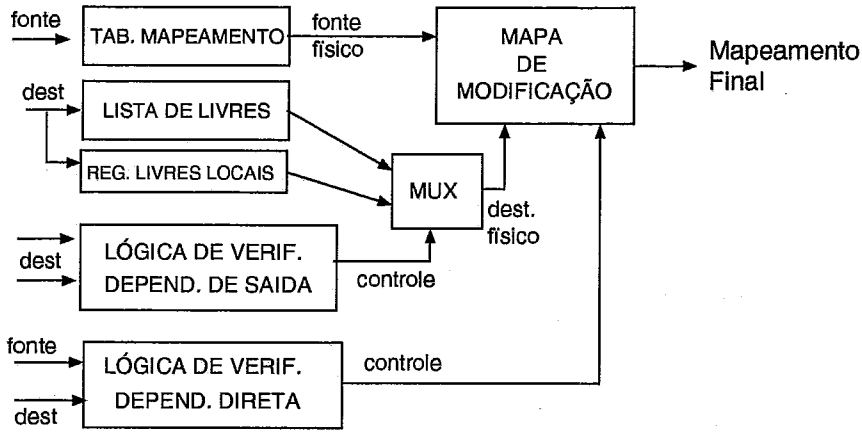 fonte
TAB. MAPEAMENTO
fonte
físico
MAPA
DE
MODIFICAÇÃO
Mapeamento
Final
dest
LISTA DE LIVRES
REG. LIVRES LOCAIS
MUX
dest.
físico
dest
LÓGICA DE VERIF.
DEPEND. DE SAIDA
controle
fonte
dest
LÓGICA DE VERIF.
DEPEND. DIRETA
controle